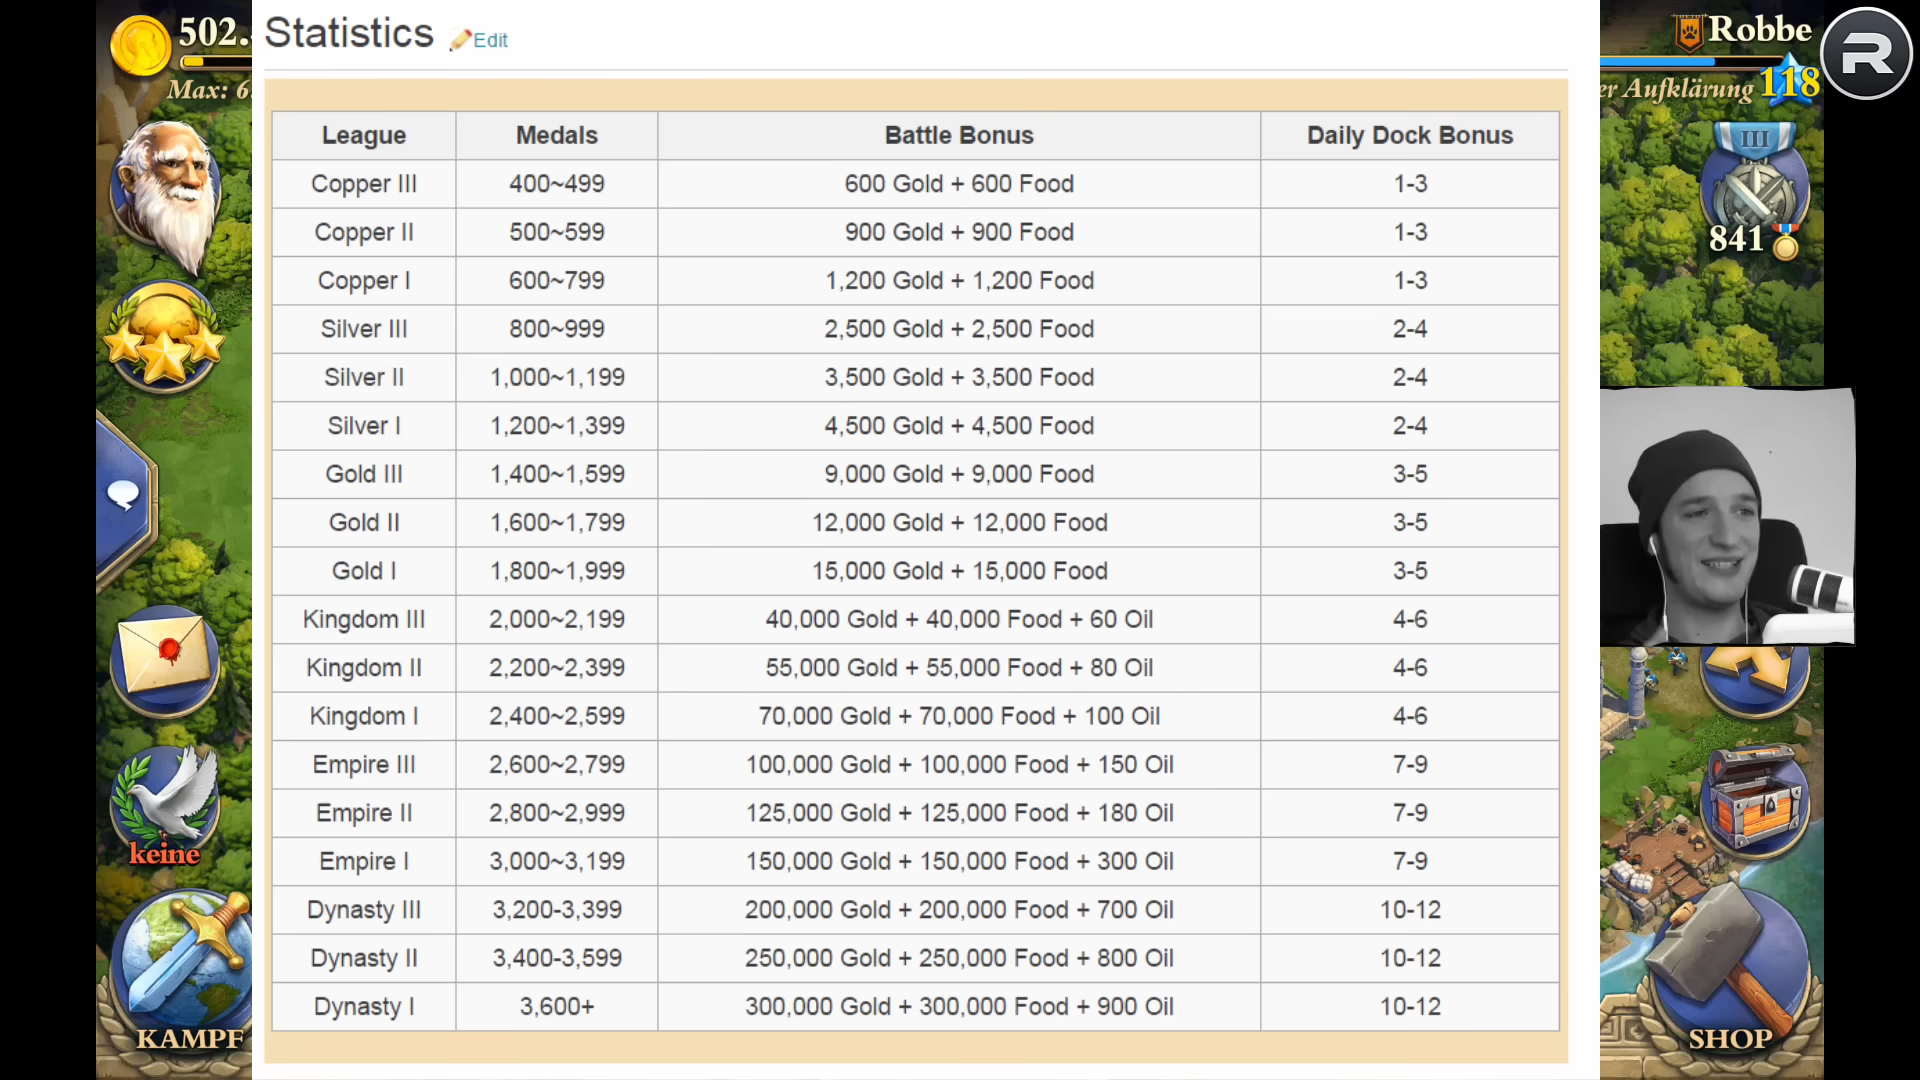 502.
Max: 6
Statistics Edit
League Medals Battle Bonus Daily Dock Bonus
Copper III 400~499 600 Gold + 600 Food 1-3
Copper II 500~599 900 Gold + 900 Food 1-3
Copper I 600~799 1,200 Gold + 1,200 Food 1-3
Silver III 800~999 2,500 Gold + 2,500 Food 2-4
Silver II 1,000~1,199 3,500 Gold + 3,500 Food 2-4
Silver I 1,200~1,399 4,500 Gold + 4,500 Food 2-4
Gold III 1,400~1,599 9,000 Gold + 9,000 Food 3-5
Gold II 1,600~1,799 12,000 Gold + 12,000 Food 3-5
Gold I 1,800~1,999 15,000 Gold + 15,000 Food 3-5
Kingdom III 2,000~2,199 40,000 Gold + 40,000 Food + 60 Oil 4-6
Kingdom II 2,200~2,399 55,000 Gold + 55,000 Food + 80 Oil 4-6
Kingdom I 2,400~2,599 70,000 Gold + 70,000 Food + 100 Oil 4-6
Empire III 2,600~2,799 100,000 Gold + 100,000 Food + 150 Oil 7-9
Empire II 2,800~2,999 125,000 Gold + 125,000 Food + 180 Oil 7-9
Empire I 3,000~3,199 150,000 Gold + 150,000 Food + 300 Oil 7-9
Dynasty III 3,200-3,399 200,000 Gold + 200,000 Food + 700 Oil 10-12
Dynasty II 3,400-3,599 250,000 Gold + 250,000 Food + 800 Oil 10-12
Dynasty I 3,600+ 300,000 Gold + 300,000 Food + 900 Oil 10-12
Robbe
R
er Aufklärung 118
III
841
keine
KAMPF
SHOP